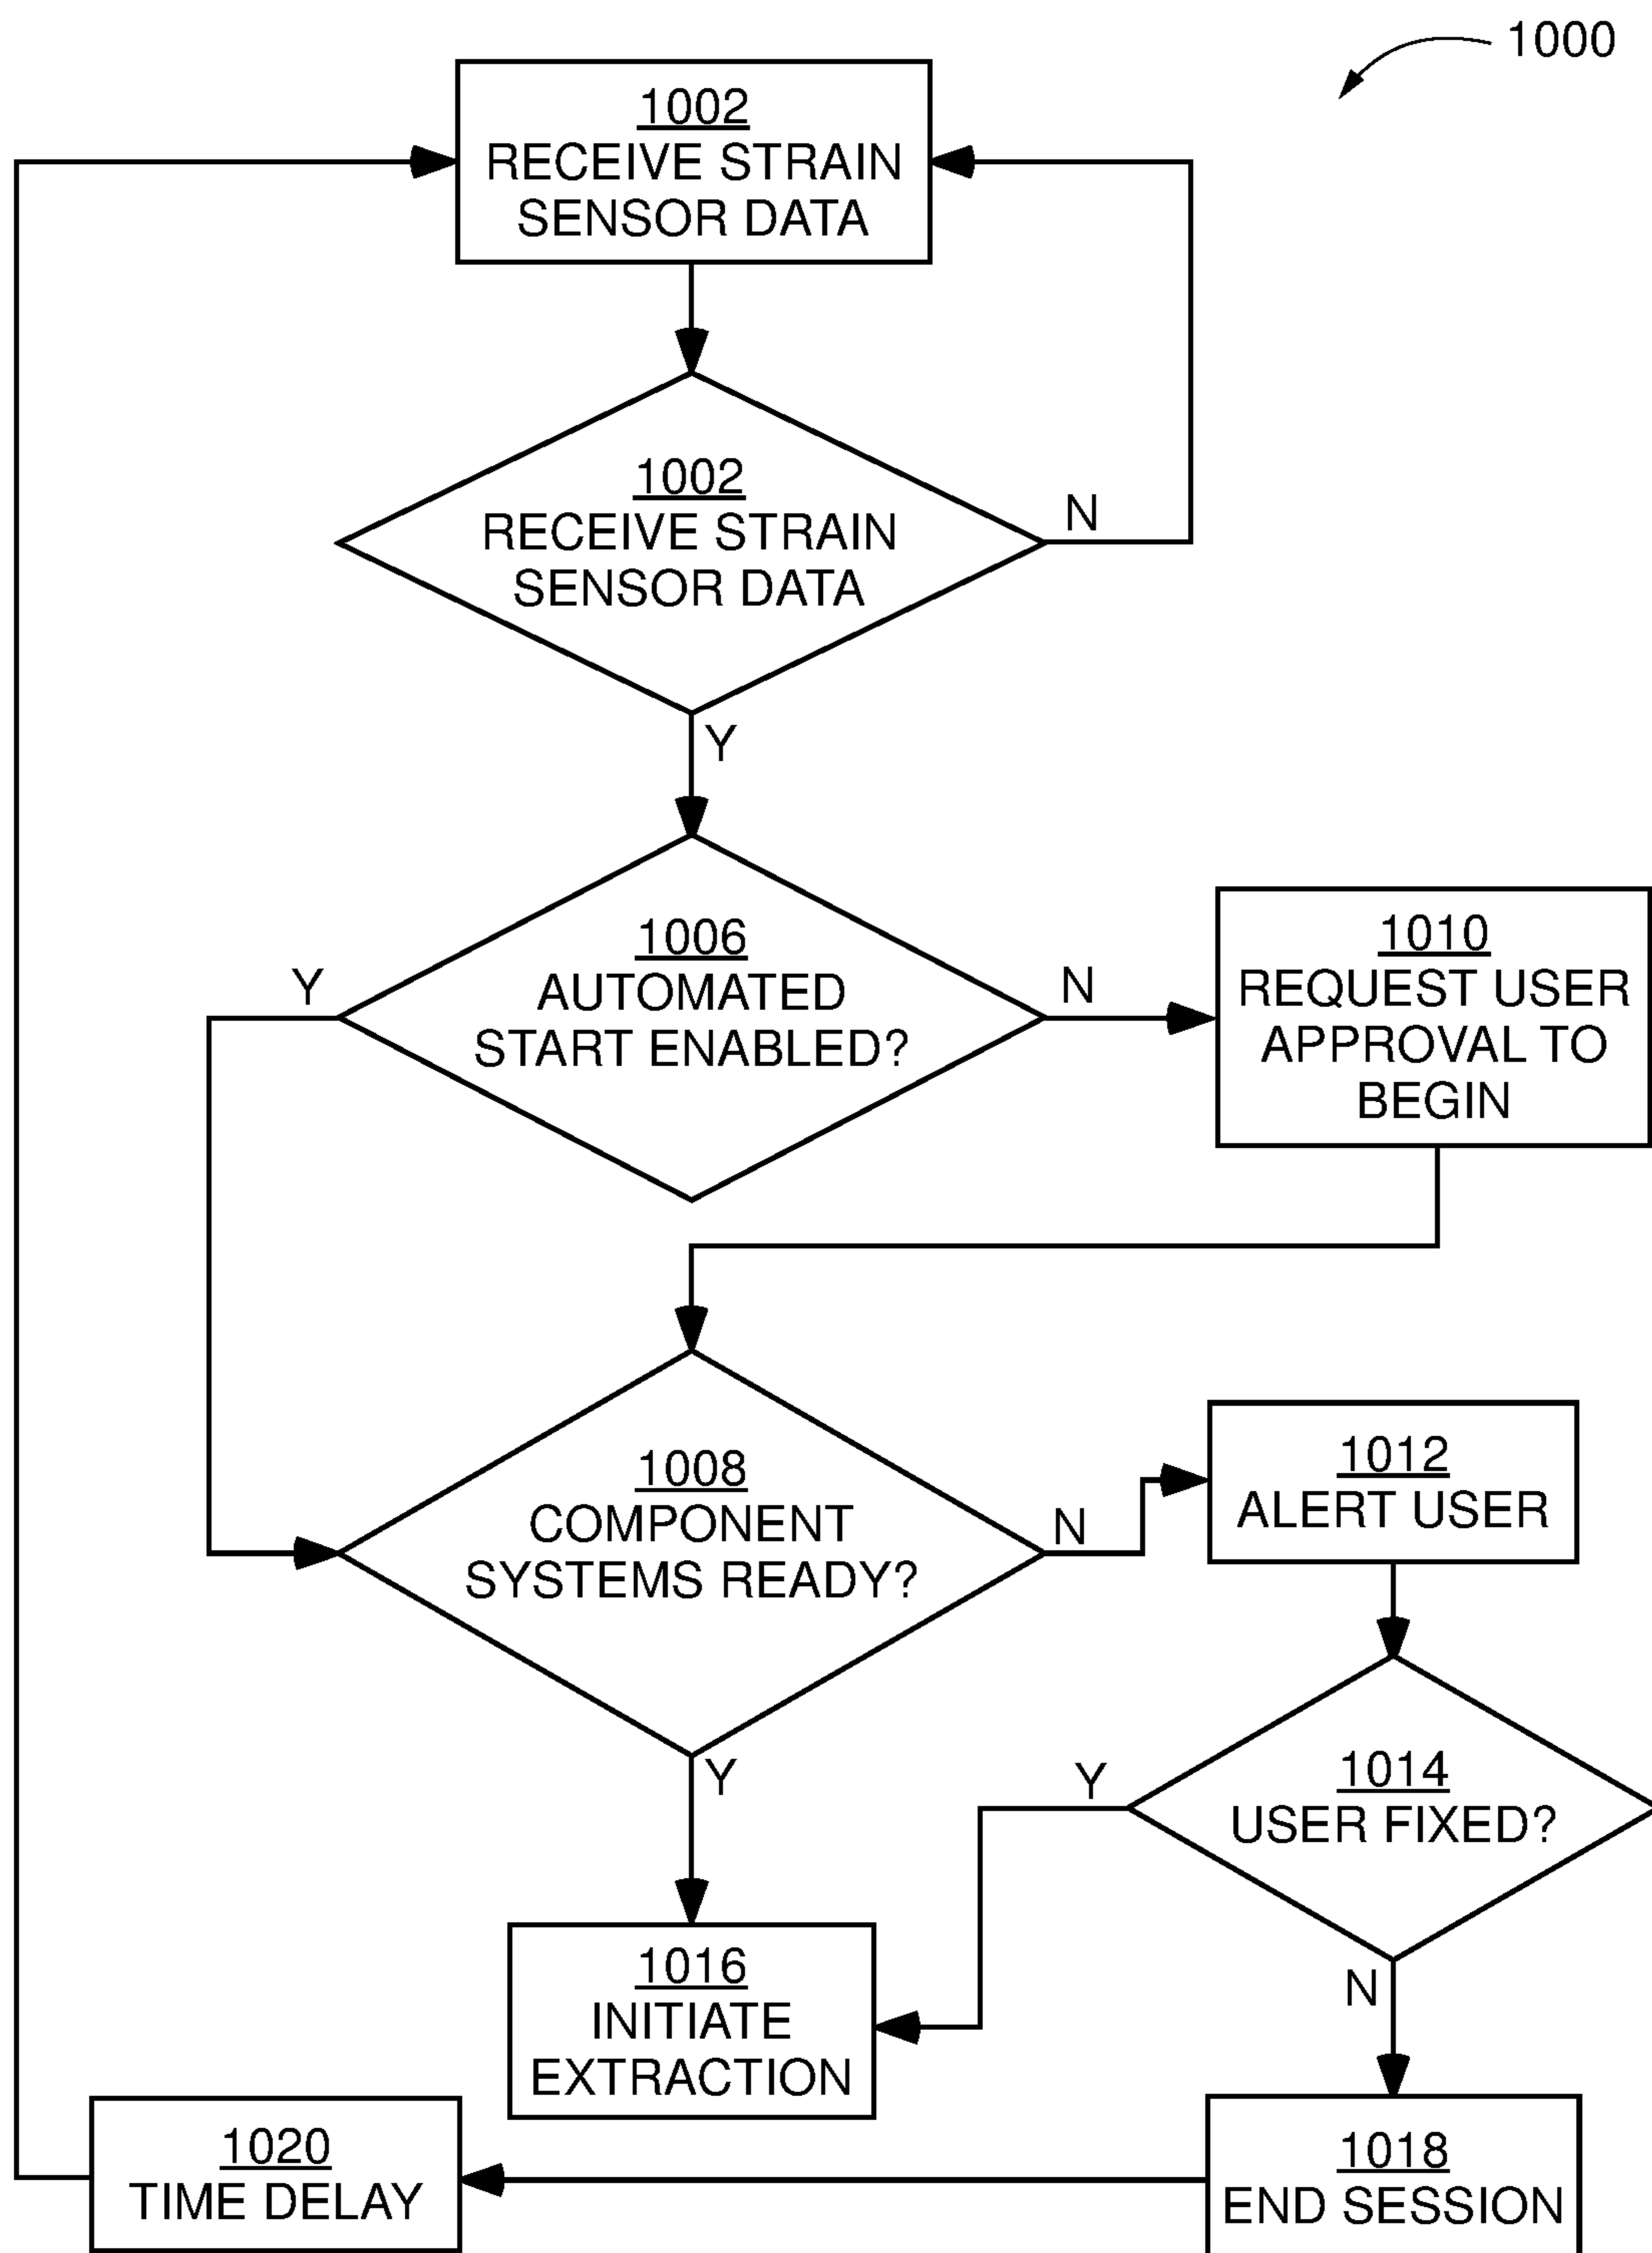 1000
1002
RECEIVE STRAIN
SENSOR DATA
1002
RECEIVE STRAIN
SENSOR DATA
N
Y
1006
AUTOMATED
START ENABLED?
Y
N
1010
REQUEST USER
APPROVAL TO
BEGIN
1008
COMPONENT
SYSTEMS READY?
N
Y
1012
ALERT USER
1014
USER FIXED?
Y
N
1016
INITIATE
EXTRACTION
1018
END SESSION
1020
TIME DELAY